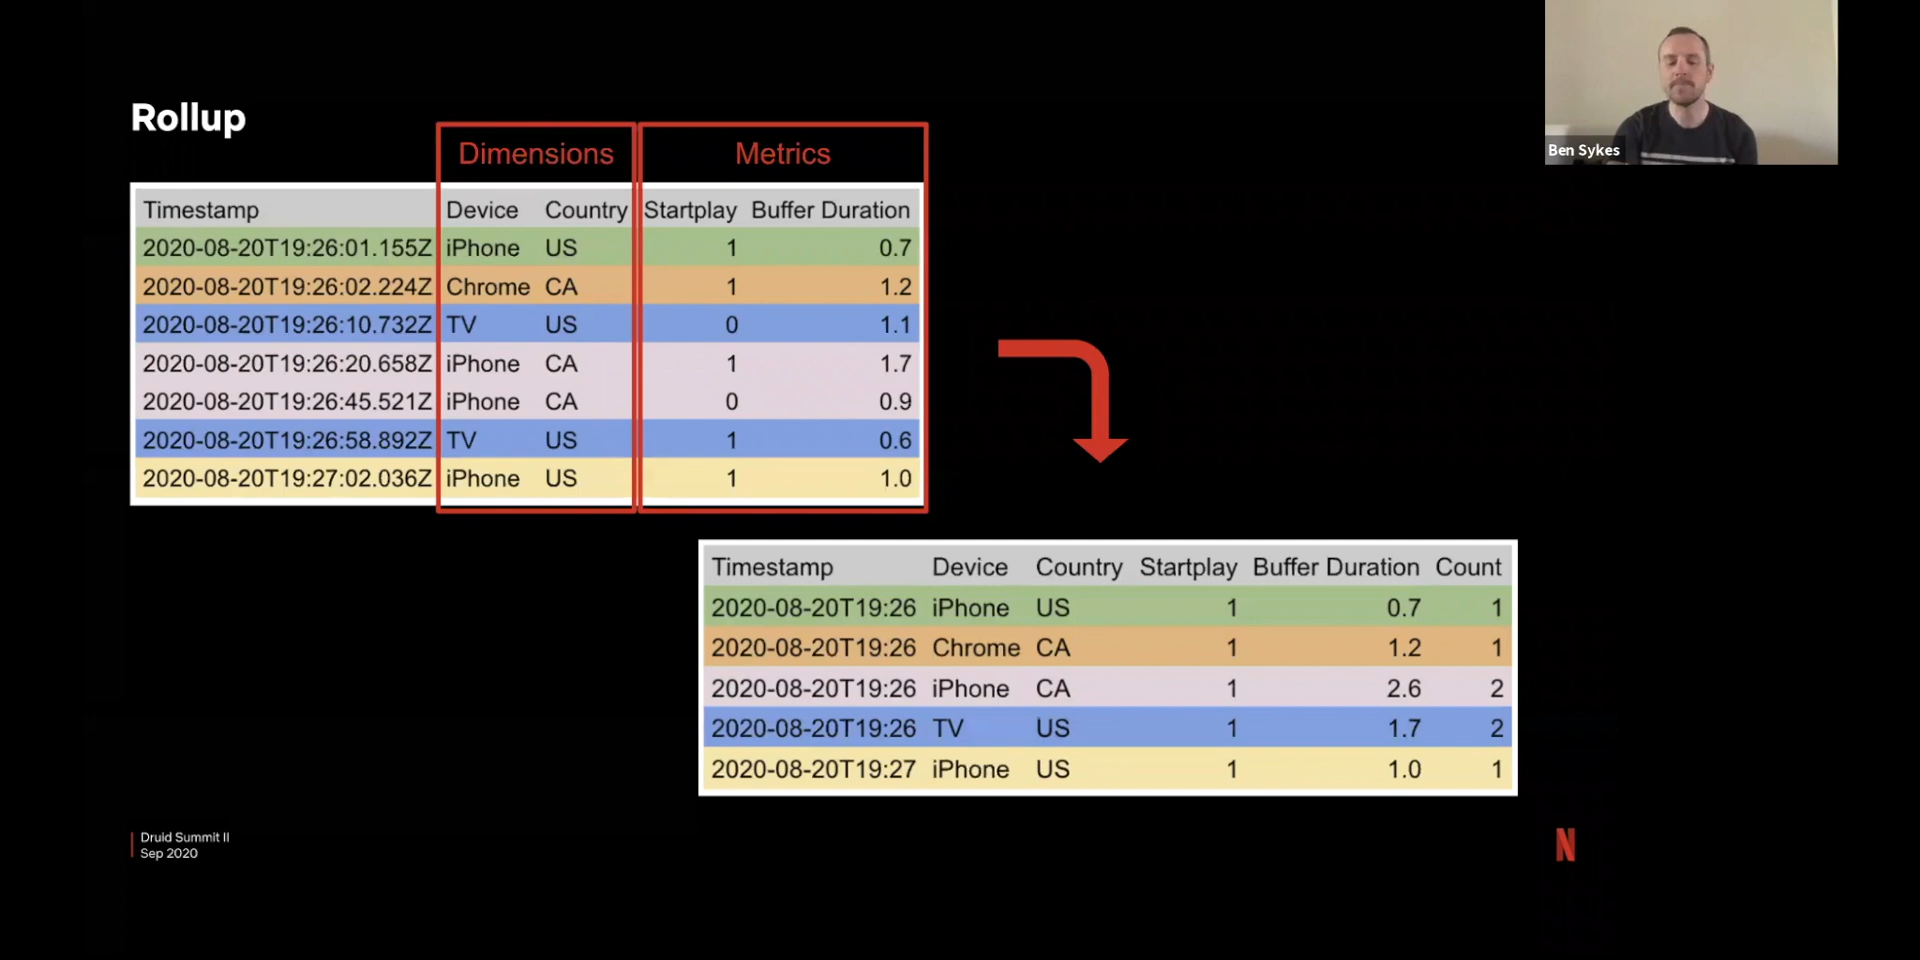 Rollup
Dimensions Metrics
Timestamp Device Country Startplay Buffer Duration
2020-08-20T19:26:01.155Z iPhone US 1 0.7
2020-08-20T19:26:02.224Z Chrome CA 1 1.2
2020-08-20T19:26:10.732Z TV US 0 1.1
2020-08-20T19:26:20.658Z iPhone CA 1 1.7
2020-08-20T19:26:45.521Z iPhone CA 0 0.9
2020-08-20T19:26:58.892Z TV US 1 0.6
2020-08-20T19:27:02.036Z iPhone US 1 1.0
Timestamp Device Country Startplay Buffer Duration Count
2020-08-20T19:26 iPhone US 1 0.7 1
2020-08-20T19:26 Chrome CA 1 1.2 1
2020-08-20T19:26 iPhone CA 1 2.6 2
2020-08-20T19:26 TV US 1 1.7 2
2020-08-20T19:27 iPhone US 1 1.0 1
Druid Summit II
Sep 2020
N
Ben Sykes